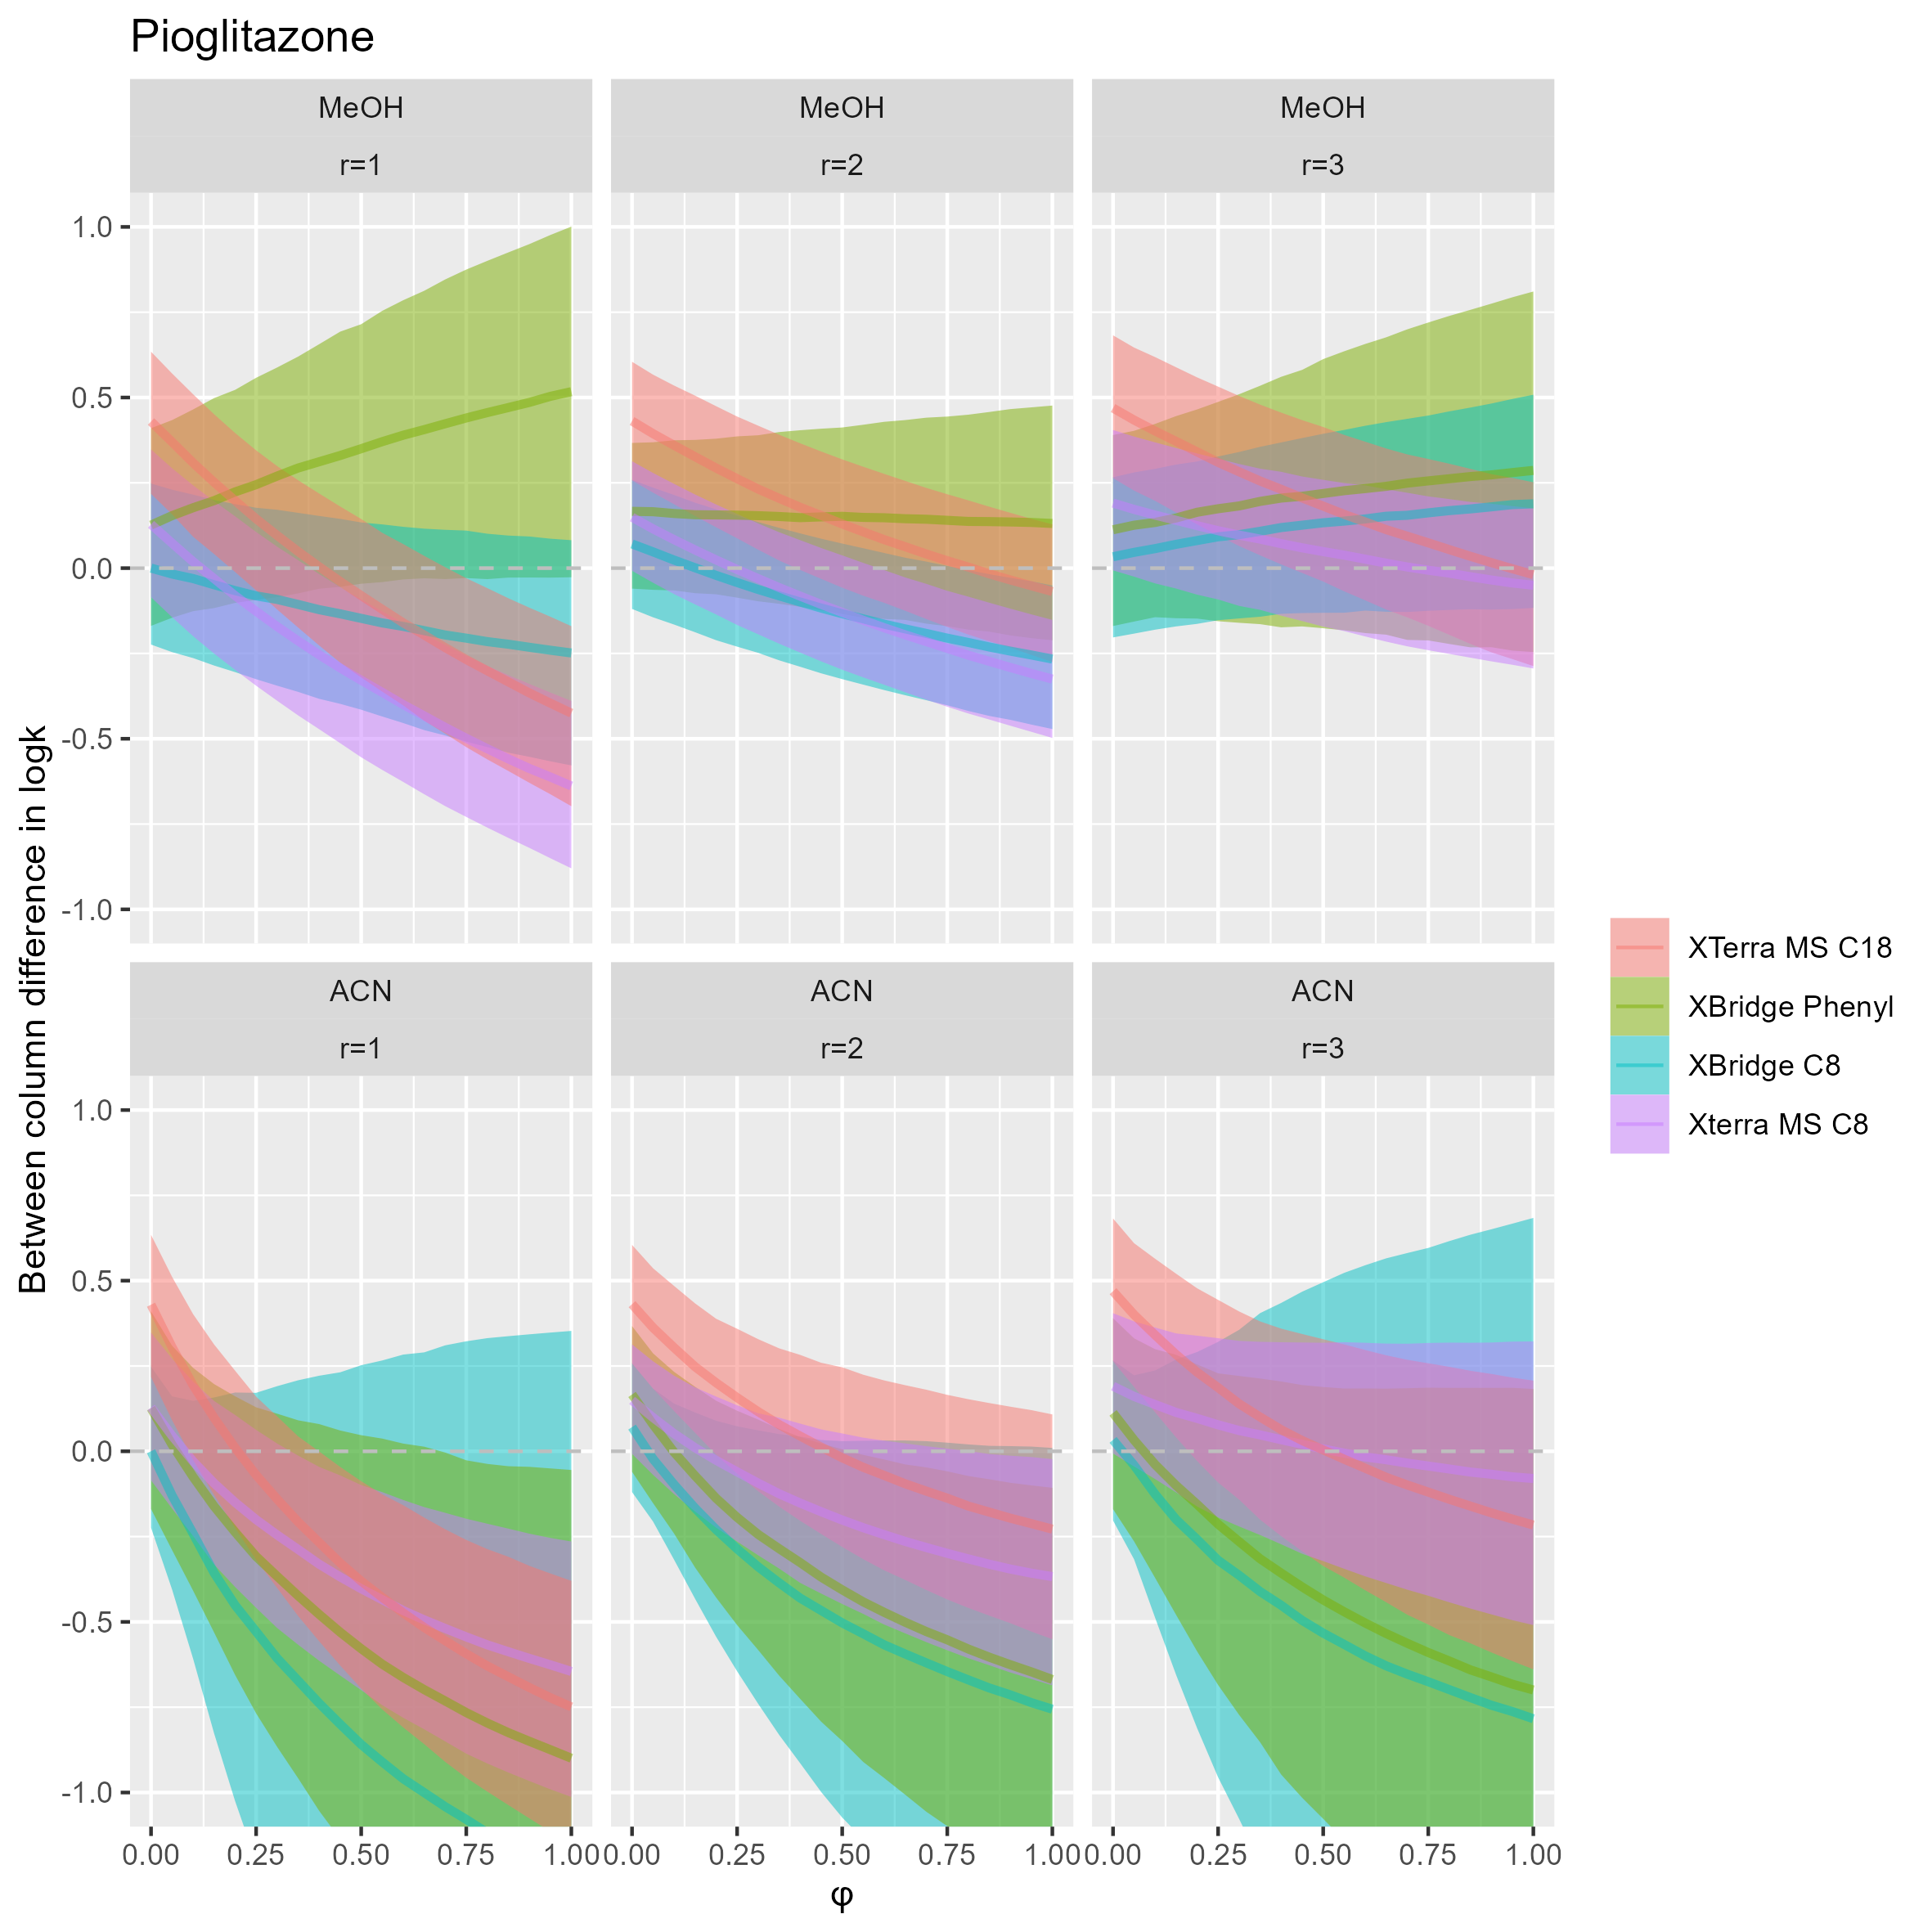 Pioglitazone
MeOH
r=1
MeOH
r=2
MeOH
r=3
1.0
0.5
0.0
-0.5
-1.0
ACN
r=1
ACN
r=2
ACN
r=3
1.0
0.5
0.0
-0.5
-1.0
0.00 0.25 0.50 0.75 1.00
0.00 0.25 0.50 0.75 1.00
0.00 0.25 0.50 0.75 1.00
φ
Between column difference in logk
XTerra MS C18
XBridge Phenyl
XBridge C8
Xterra MS C8